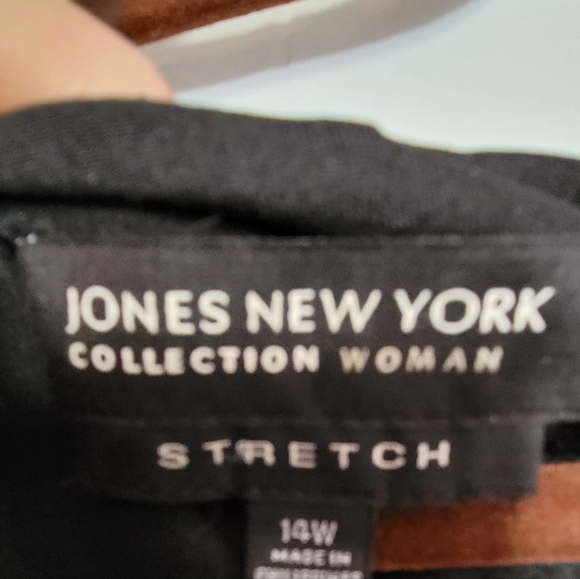 JONES NEW YORK
COLLECTION WOMAN
STRETCH
14W
MADE IN